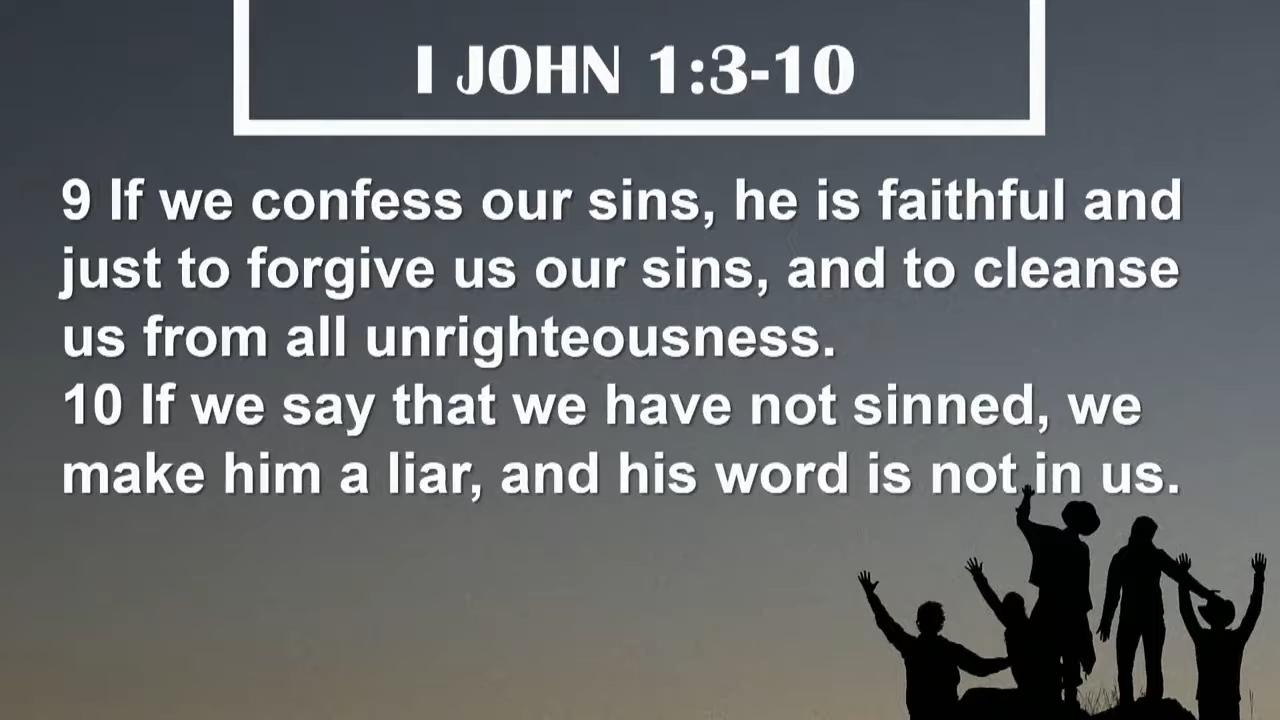 I JOHN 1:3-10
9 If we confess our sins, he is faithful and
just to forgive us our sins, and to cleanse
us from all unrighteousness.
10 If we say that we have not sinned, we
make him a liar, and his word is not in us.